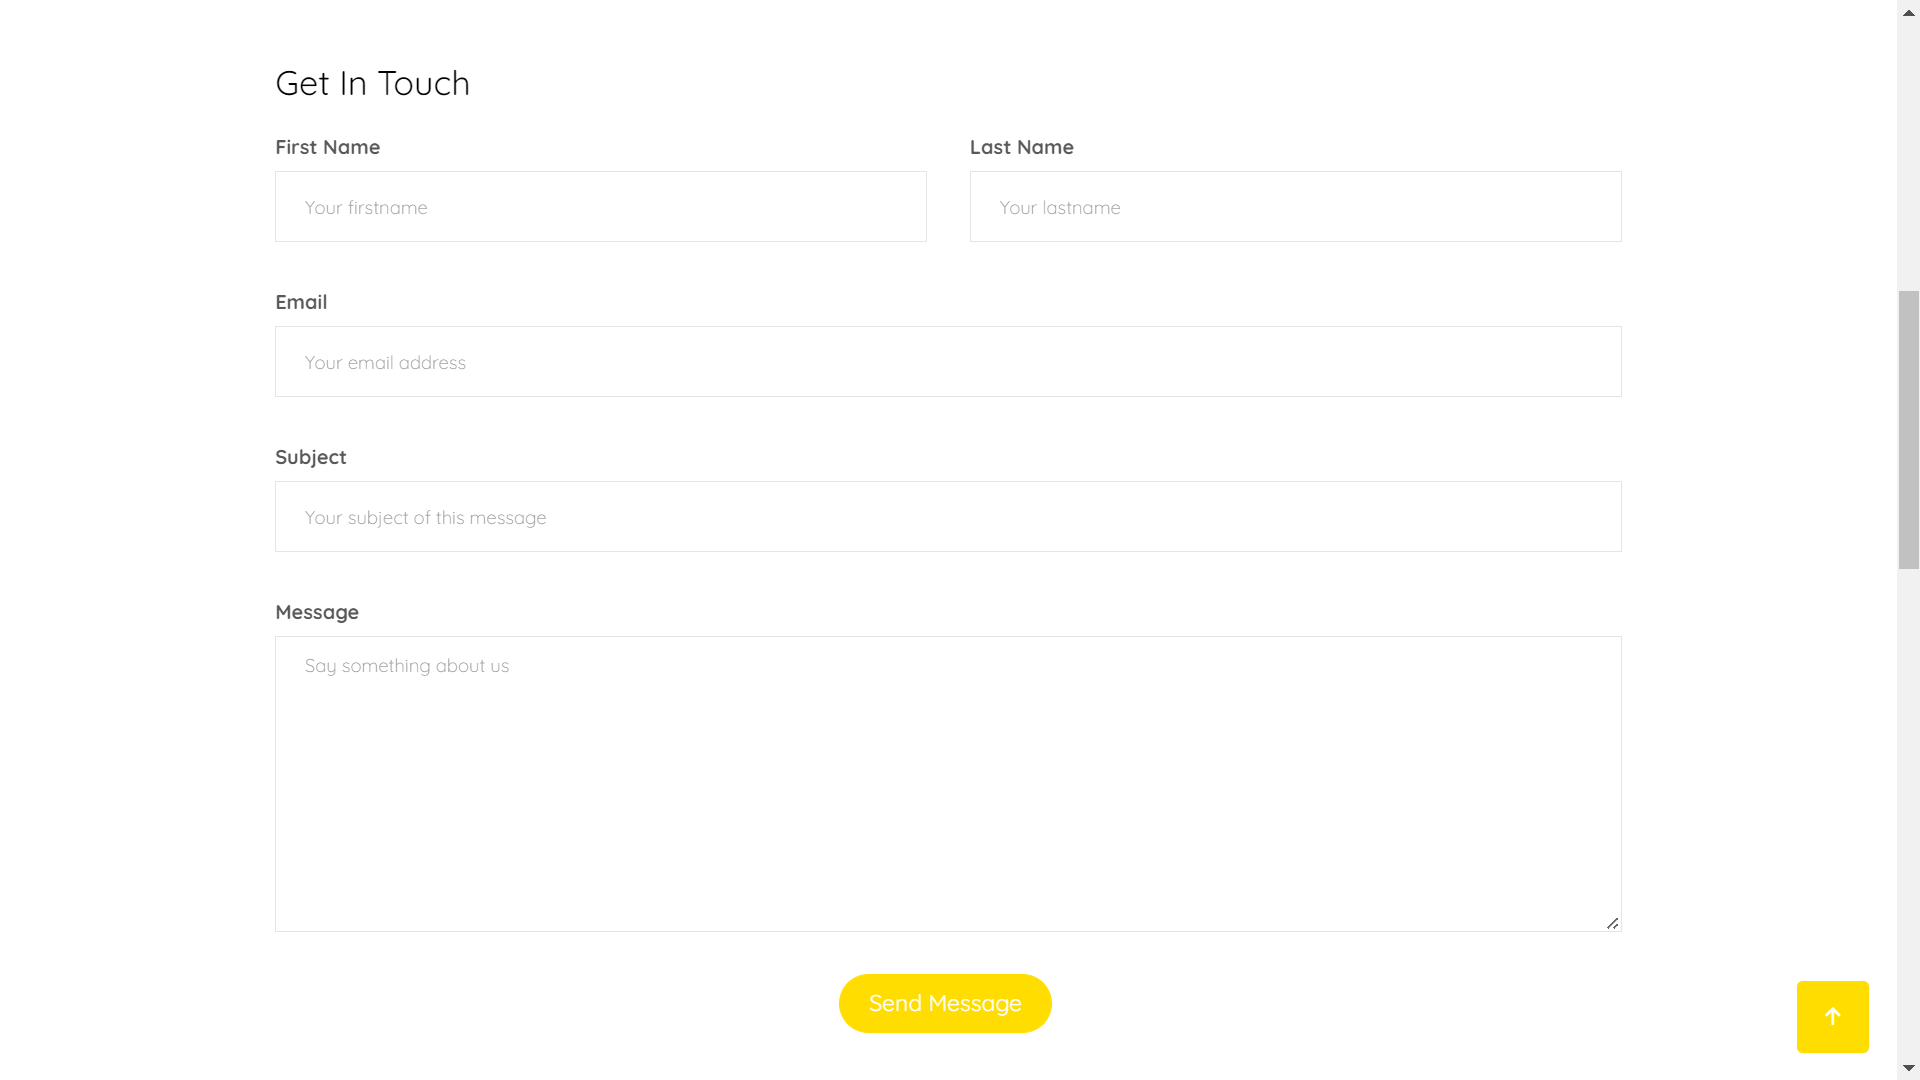 Get In Touch
First Name
Last Name
Your firstname
Your lastname
Email
Your email address
Subject
Your subject of this message
Message
Say something about us
Send Message